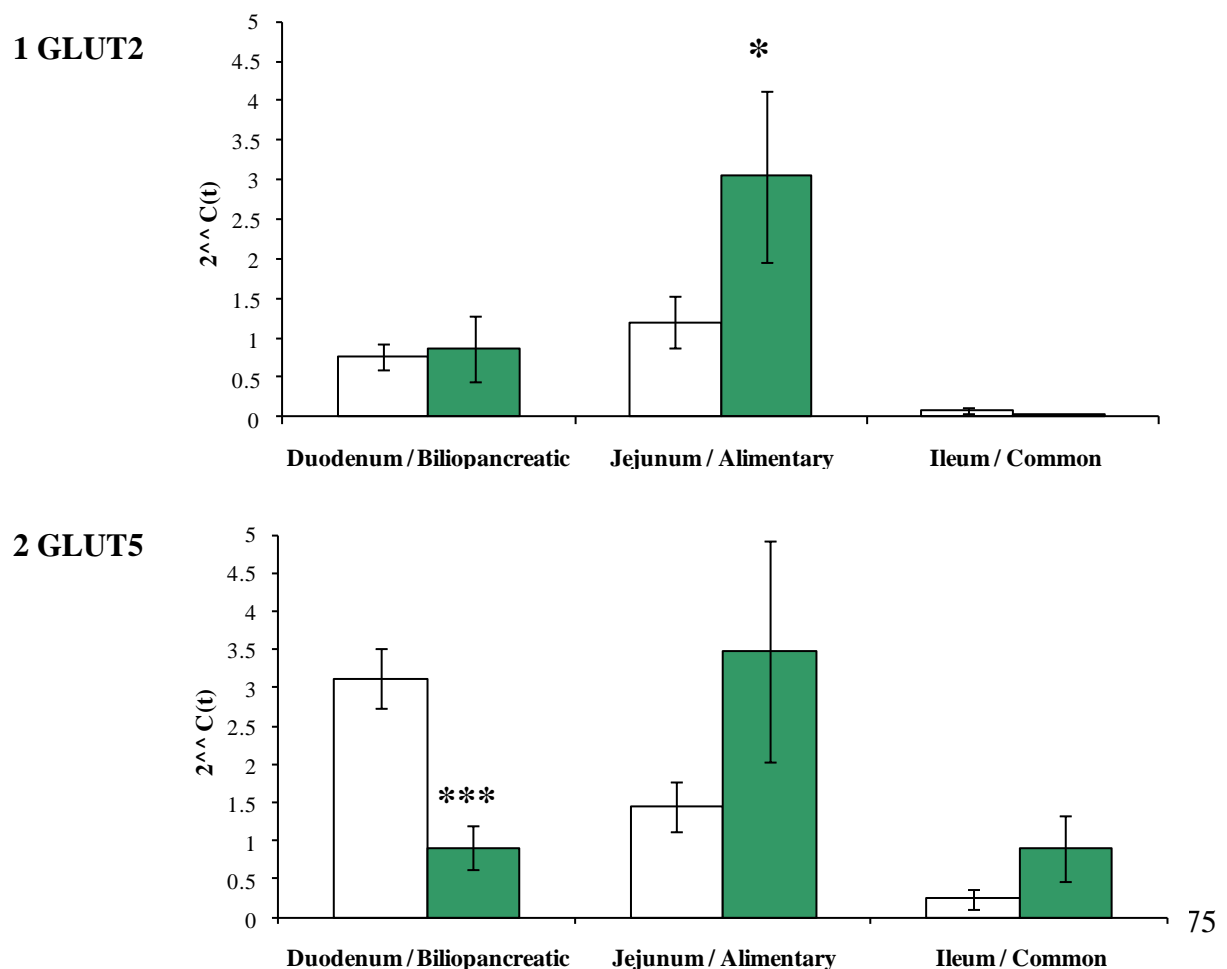 1 GLUT2
5
4.5
4
3.5
3
2.5
2
1.5
1
0.5
0
2^^ C(t)
*
Duodenum / Biliopancreatic
Jejunum / Alimentary
Ileum / Common
2 GLUT5
5
4.5
4
3.5
3
2.5
2
1.5
1
0.5
0
2^^ C(t)
***
Duodenum / Biliopancreatic
Jejunum / Alimentary
Ileum / Common
75